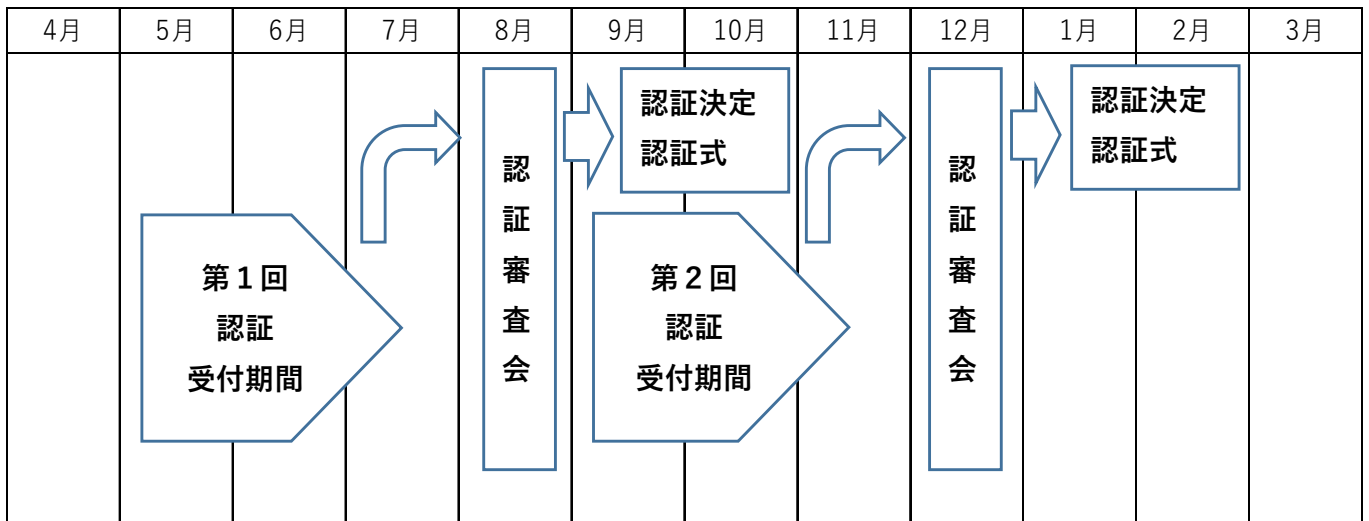 4月 5月 6月 7月 8月 9月 10月 11月 12月 1月 2月 3月
第1回
認証
受付期間
認証審査会
認証決定
認証式
第2回
認証
受付期間
認証審査会
認証決定
認証式